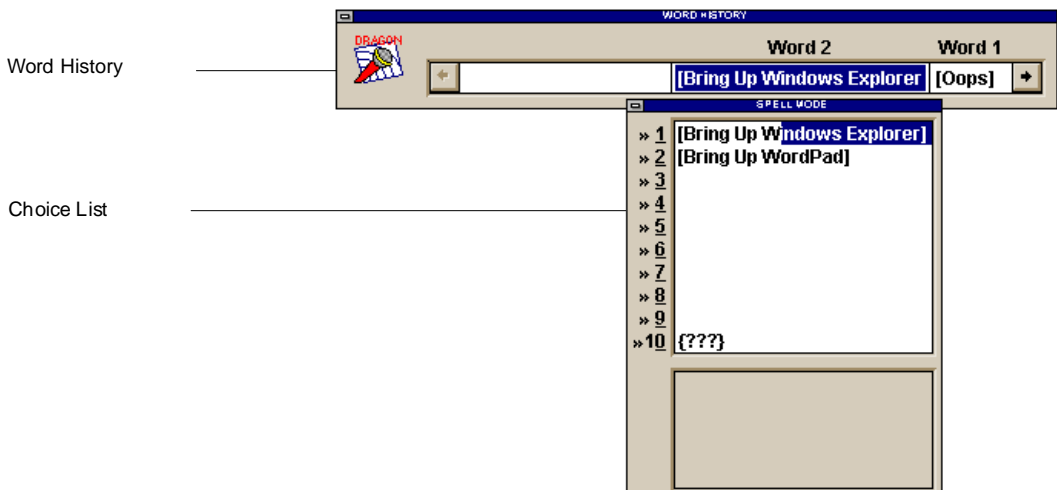 WORD HISTORY
DRAGON
Word 2 Word 1
Word History
[Bring Up Windows Explorer [Oops]
SPELL MODE
» 1 [Bring Up Windows Explorer]
» 2 [Bring Up WordPad]
» 3
» 4
Choice List
» 5
» 6
» 7
» 8
» 9
»10 {???}